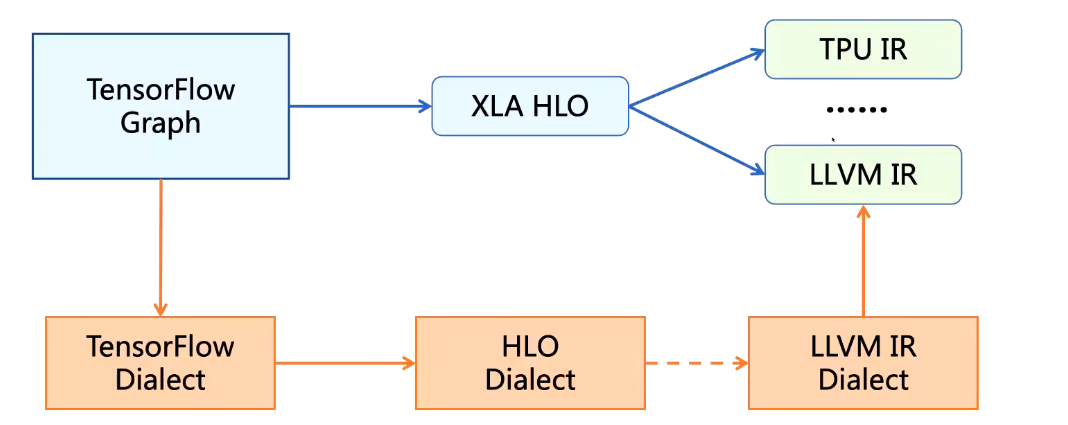 TensorFlow
Graph
XLA HLO
TPU IR
......
LLVM IR
TensorFlow
Dialect
HLO
Dialect
LLVM IR
Dialect